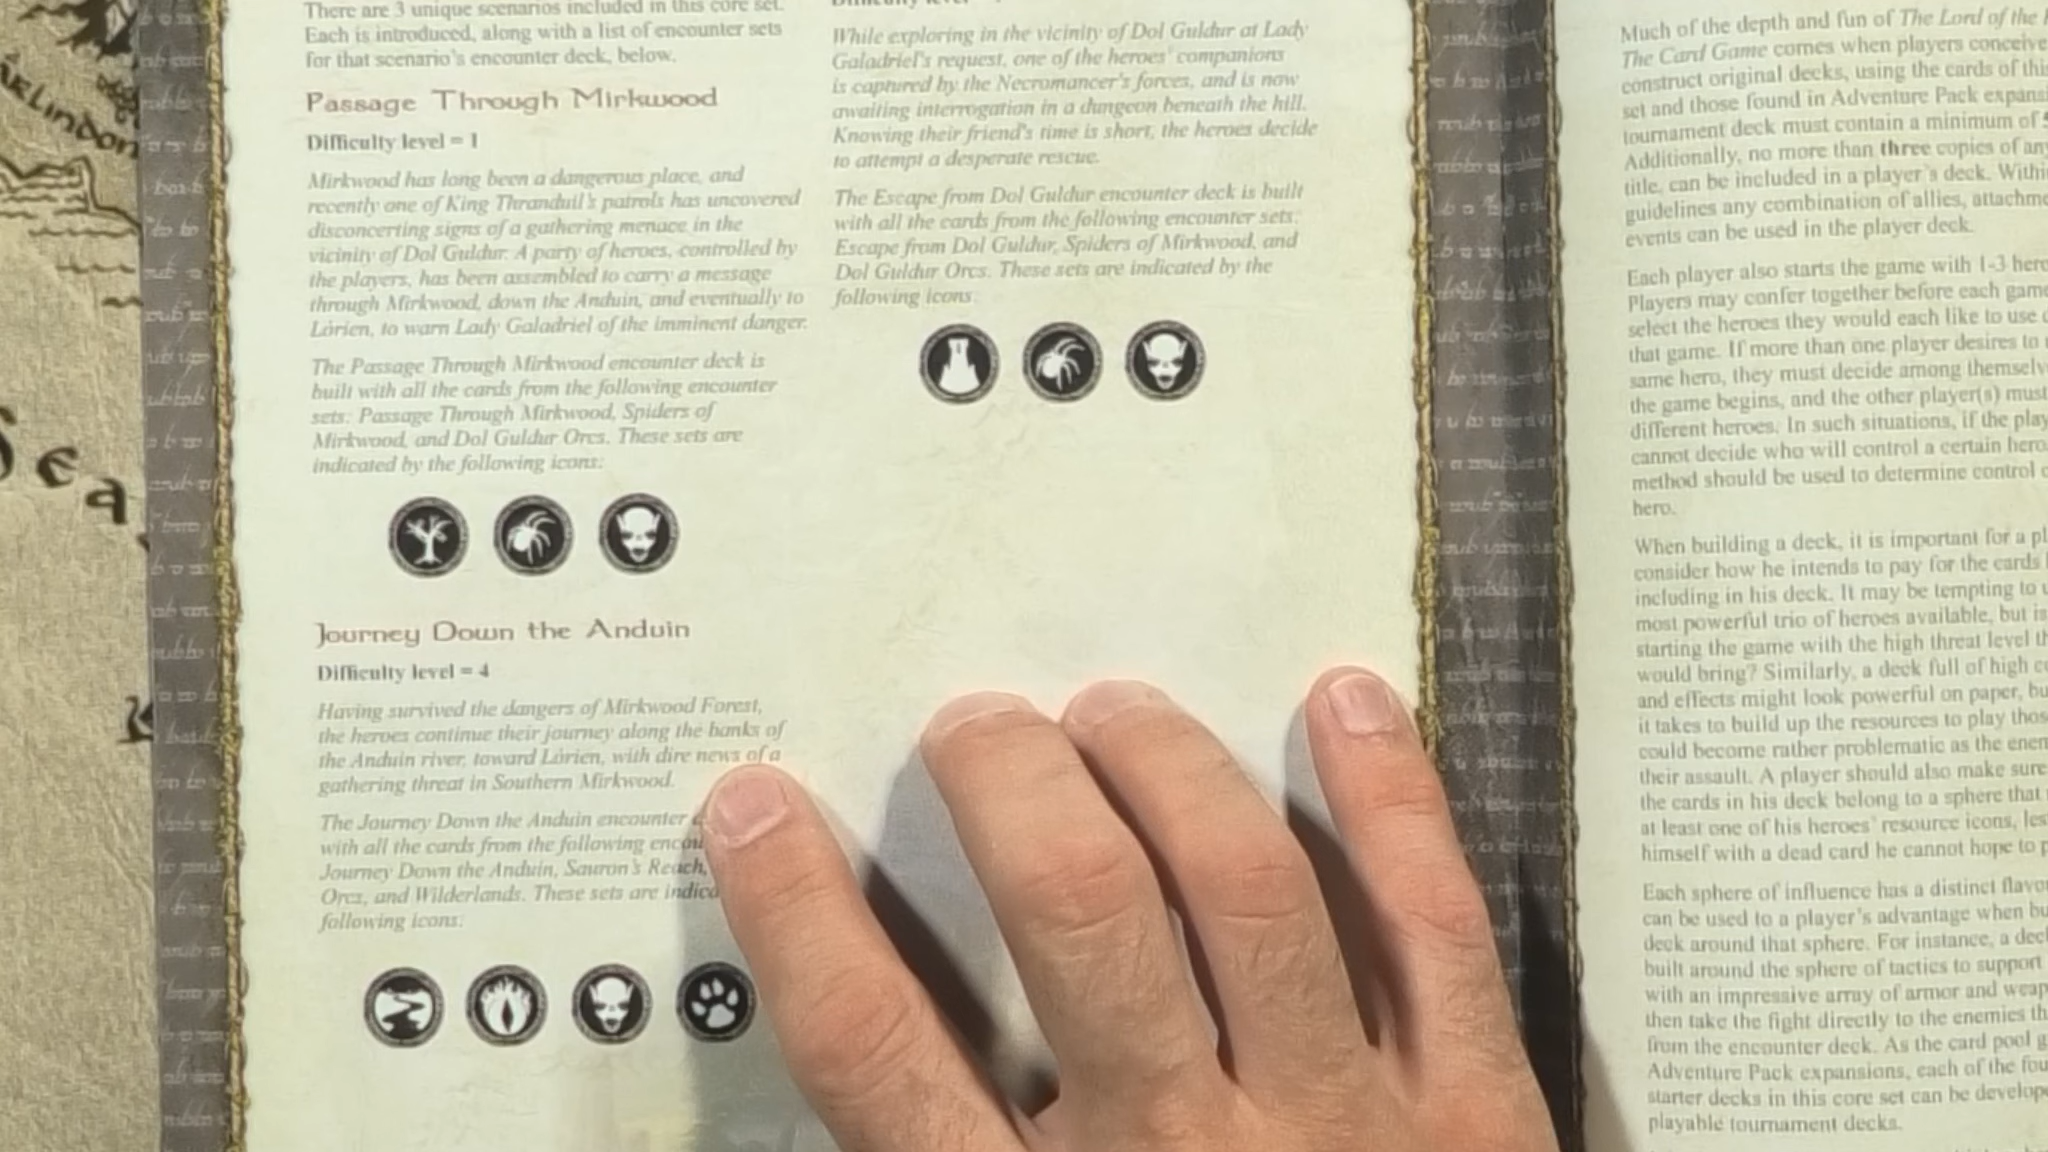 There are 3 unique scenarios included in this core set.
Each is introduced, along with a list of encounter sets
for that scenario's encounter deck, below.
Passage Through Mirkwood
Difficulty level = 1
Mirkwood has long been a dangerous place, and
recently one of King Thranduil's patrols has uncovered
disconcerting signs of a gathering menace in the
vicinity of Dol Guldur. A party of heroes, controlled by
the players, has been assembled to carry a message
through Mirkwood, down the Anduin, and eventually to
Lórien, to warn Lady Galadriel of the imminent danger.
The Passage Through Mirkwood encounter deck is
built with all the cards from the following encounter
sets: Passage Through Mirkwood, Spiders of
Mirkwood, and Dol Guldur Orcs. These sets are
indicated by the following icons:
Journey Down the Anduin
Difficulty level = 4
Having survived the dangers of Mirkwood Forest,
the heroes continue their journey along the banks of
the Anduin river, toward Lórien, with dire news of a
gathering threat in Southern Mirkwood.
The Journey Down the Anduin encounter
with all the cards from the following
Journey Down the Anduin, Sauron's Reach,
Orcs, and Wilderlands. These sets are
following icons:
Difficulty level
While exploring in the vicinity of Dol Guldur at Lady
Galadriel's request, one of the heroes' companions
is captured by the Necromancer's forces, and is now
awaiting interrogation in a dungeon beneath the hill.
Knowing their friend's time is short, the heroes decide
to attempt a desperate rescue.
The Escape from Dol Guldur encounter deck is built
with all the cards from the following encounter sets:
Escape from Dol Guldur, Spiders of Mirkwood, and
Dol Guldur Orcs. These sets are indicated by the
following icons:
Much of the depth and fun of The Lord of the
The Card Game comes when players conceive
construct original decks, using the cards of this
set and those found in Adventure Pack
tournament deck must contain a minimum of
Additionally, no more than three copies of any
title, can be included in a player's deck. Within
guidelines any combination of allies,
events can be used in the player deck.
Each player also starts the game with 1-3
Players may confer together before each game
select the heroes they would each like to use
that game. If more than one player desires to
same hero, they must decide among
the game begins, and the other player(s) must
different heroes. In such situations, if the
cannot decide who will control a certain hero
method should be used to determine control
hero.
When building a deck, it is important for a
consider how he intends to pay for the cards
including in his deck. It may be tempting to
most powerful trio of heroes available, but is
starting the game with the high threat level
would bring? Similarly, a deck full of high
and effects might look powerful on paper,
it takes to build up the resources to play
could become rather problematic as the
their assault. A player should also make sure
the cards in his deck belong to a sphere that
at least one of his heroes' resource icons,
himself with a dead card he cannot hope to
Each sphere of influence has a distinct
can be used to a player's advantage when
deck around that sphere. For instance, a
built around the sphere of tactics to support
with an impressive array of armor and
then take the fight directly to the enemies
from the encounter deck. As the card pool
Adventure Pack expansions, each of the
starter decks in this core set can be
playable tournament decks.